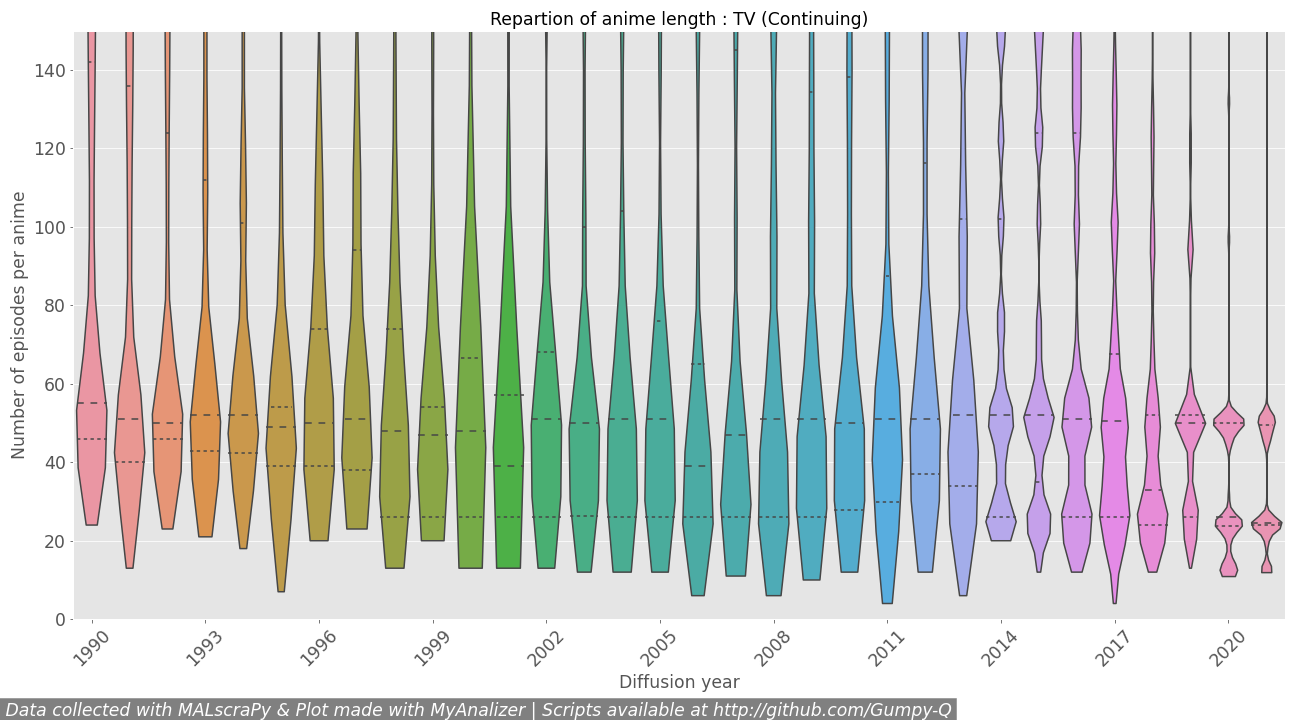 Repartion of anime length : TV (Continuing)
Number of episodes per anime
140
120
100
80
60
40
20
0
1990 1993 1996 1999 2002 2005 2008 2011 2014 2017 2020
Diffusion year
Data collected with MALscraPy & Plot made with MyAnalizer | Scripts available at http://github.com/Gumpy-Q